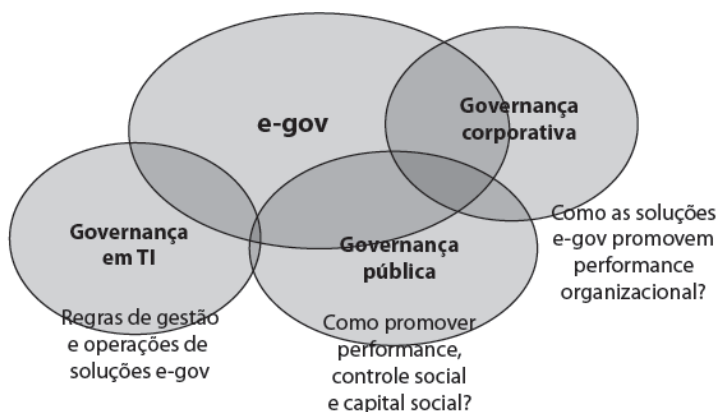 e-gov
Governança
corporativa
Governança
em TI
Governança
pública
Como as soluções
e-gov promovem
performance
organizacional?
Regras de gestão
e operações de
soluções e-gov
Como promover
performance,
controle social
e capital social?